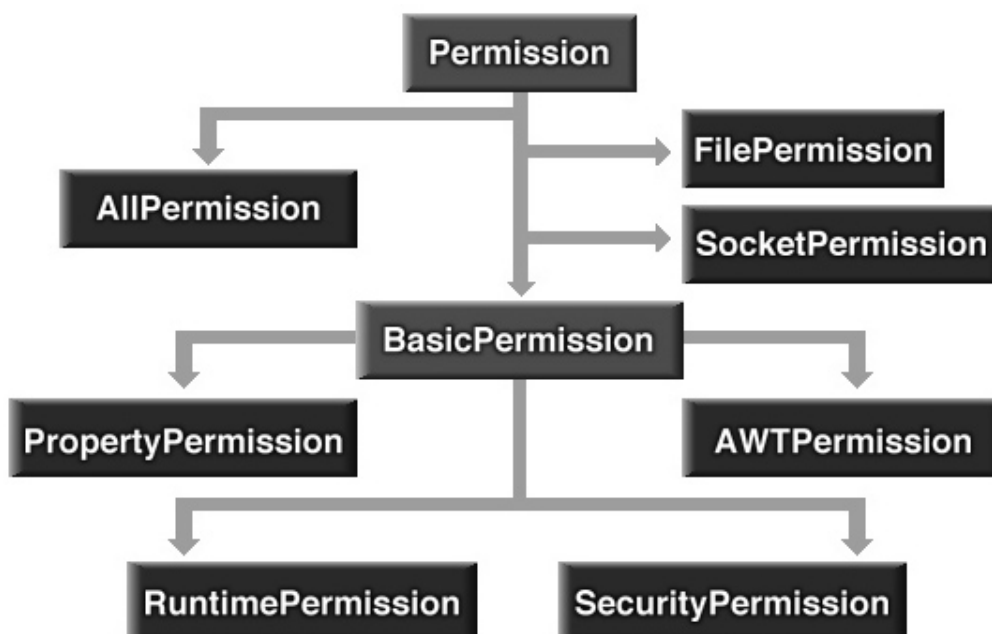 Permission
FilePermission
AllPermission
SocketPermission
BasicPermission
PropertyPermission
AWTPermission
RuntimePermission
SecurityPermission